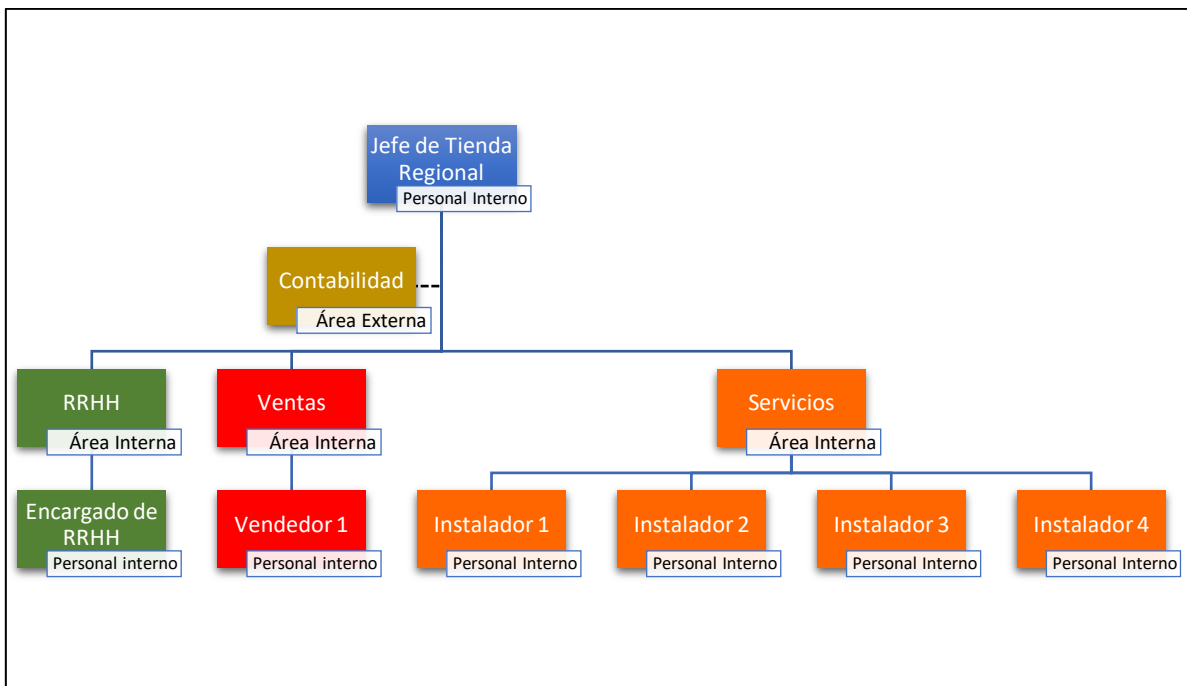 Jefe de Tienda
Regional
Personal Interno
Contabilidad
Área Externa
RRHH
Área Interna
Ventas
Área Interna
Servicios
Área Interna
Encargado de
RRHH
Personal interno
Vendedor 1
Personal interno
Instalador 1
Personal Interno
Instalador 2
Personal Interno
Instalador 3
Personal Interno
Instalador 4
Personal Interno